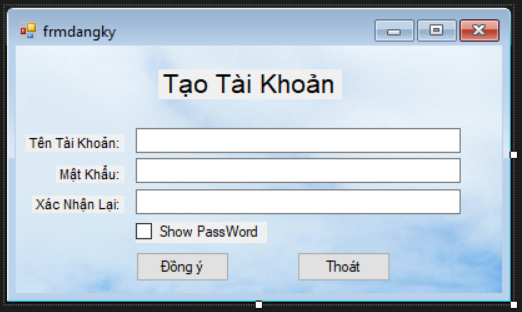 frmdangky
Tạo Tài Khoản
Tên Tài Khoản:
Mật Khẩu:
Xác Nhận Lại:
Show PassWord
Đồng ý
Thoát